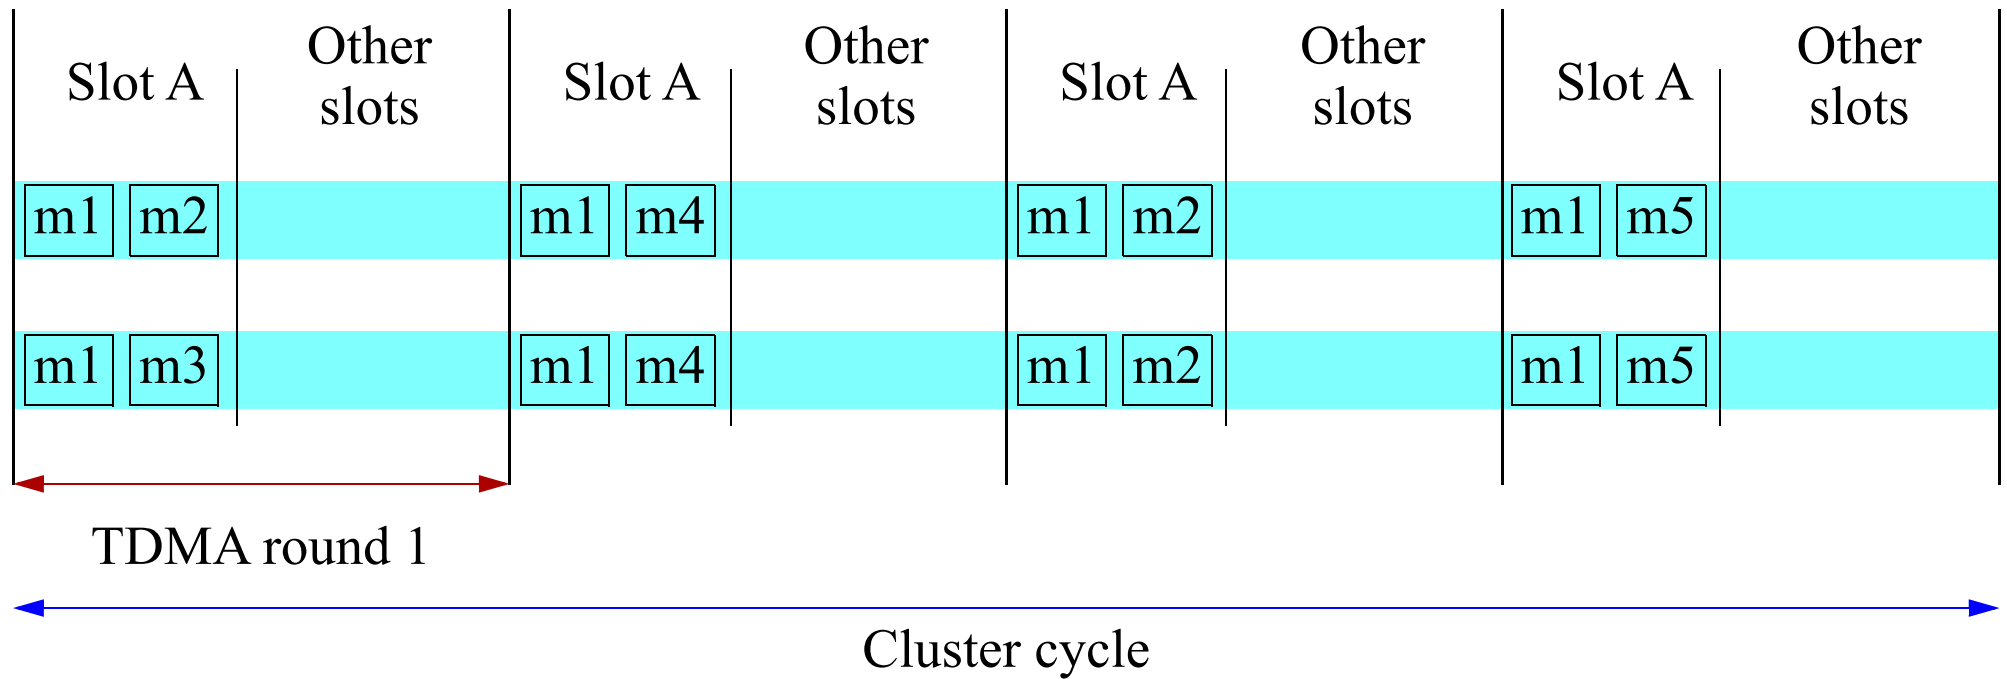 Other Other Other Other
Slot A Slot A Slot A Slot A
slots slots slots slots
m1 m2 m1 m4 m1 m2 m1 m5
m1 m3 m1 m4 m1 m2 m1 m5
TDMA round 1
Cluster cycle